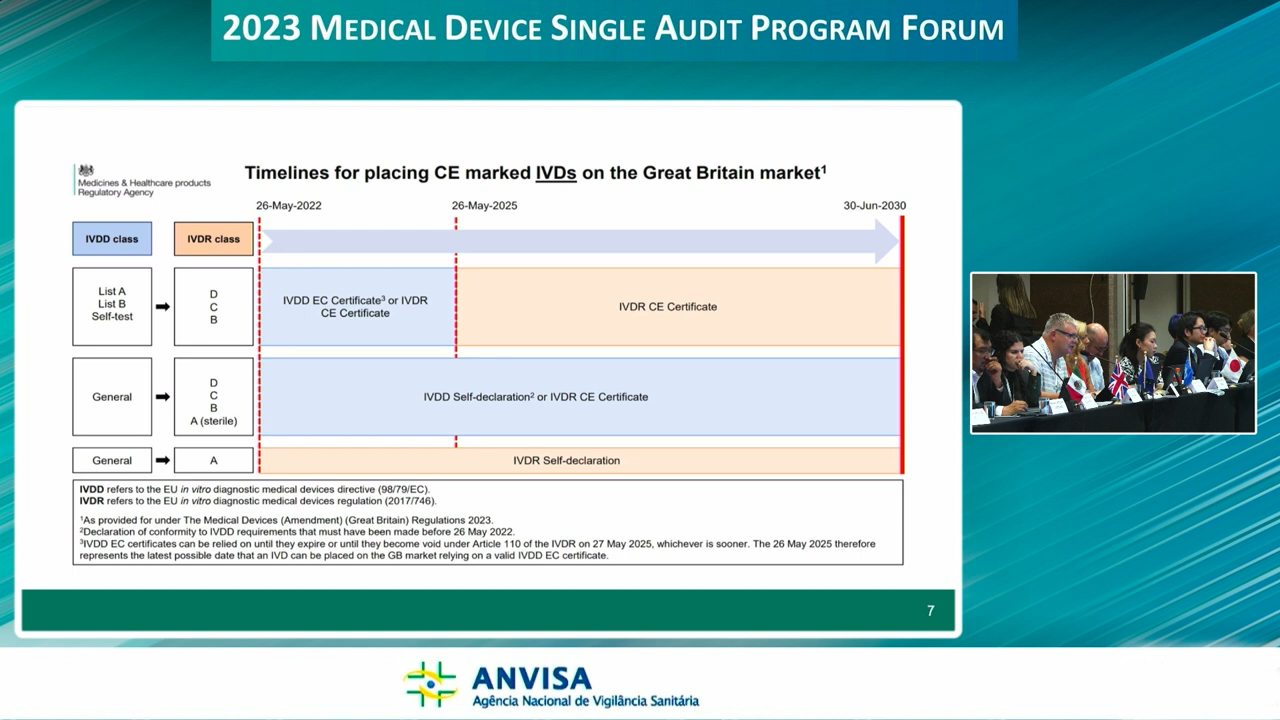 2023 MEDICAL DEVICE SINGLE AUDIT PROGRAM FORUM
Medicines & Healthcare products
Regulatory Agency
Timelines for placing CE marked IVDs on the Great Britain market¹
26-May-2022
26-May-2025
30-Jun-2030
IVDD class
IVDR class
List A
List B
Self-test
D
C
B
IVDD EC Certificate³ or IVDR
CE Certificate
IVDR CE Certificate
General
D
C
B
A (sterile)
IVDD Self-declaration² or IVDR CE Certificate
General
A
IVDR Self-declaration
IVDD refers to the EU in vitro diagnostic medical devices directive (98/79/EC).
IVDR refers to the EU in vitro diagnostic medical devices regulation (2017/746).
¹As provided for under The Medical Devices (Amendment) (Great Britain) Regulations 2023.
²Declaration of conformity to IVDD requirements that must have been made before 26 May 2022.
³IVDD EC certificates can be relied on until they expire or until they become void under Article 110 of the IVDR on 27 May 2025, whichever is sooner. The 26 May 2025 therefore
represents the latest possible date that an IVD can be placed on the GB market relying on a valid IVDD EC certificate.
7
ANVISA
Agência Nacional de Vigilância Sanitária